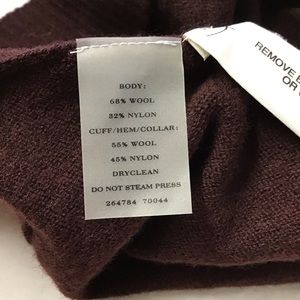 BODY:
68% WOOL
32% NYLON
CUFF/HEM/COLLAR:
55% WOOL
45% NYLON
DRYCLEAN
DO NOT STEAM PRESS
264784 70044
REMOVE
OR